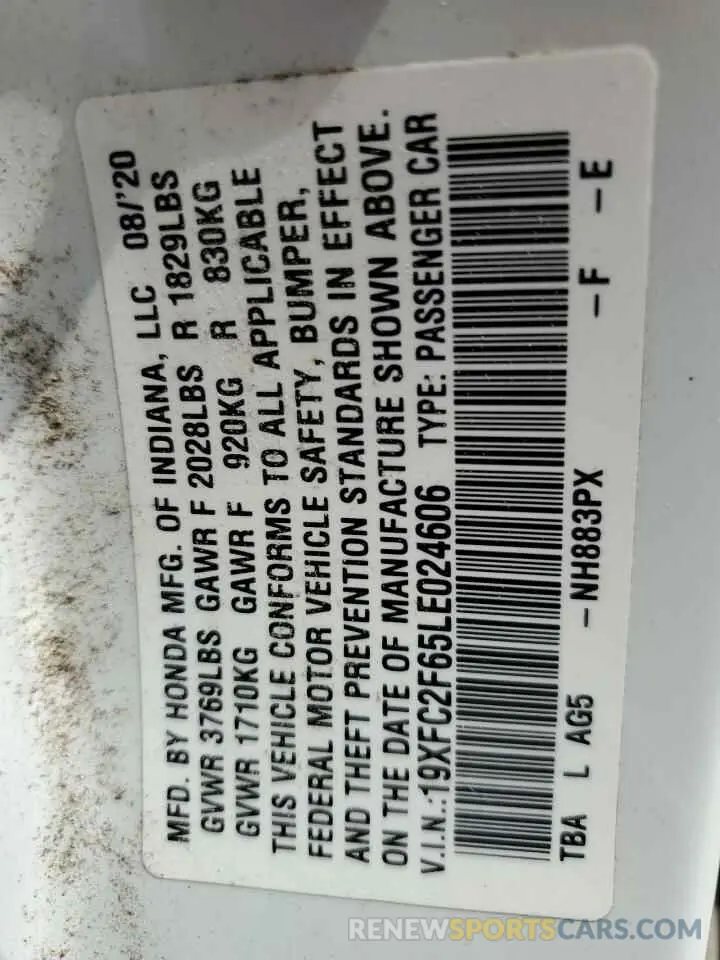 MFD. BY HONDA MFG. OF INDIANA, LLC 08/'20
GVWR 3769LBS GAWR F 2028LBS R 1829LBS
GVWR 1710KG GAWR F 920KG R 830KG
THIS VEHICLE CONFORMS TO ALL APPLICABLE
FEDERAL MOTOR VEHICLE SAFETY, BUMPER,
AND THEFT PREVENTION STANDARDS IN EFFECT
ON THE DATE OF MANUFACTURE SHOWN ABOVE.
V.I.N.:19XFC2F65LE024606 TYPE: PASSENGER CAR
TBA L AG5 -NH883PX -F -E
RENEWSPORTSCARS.COM